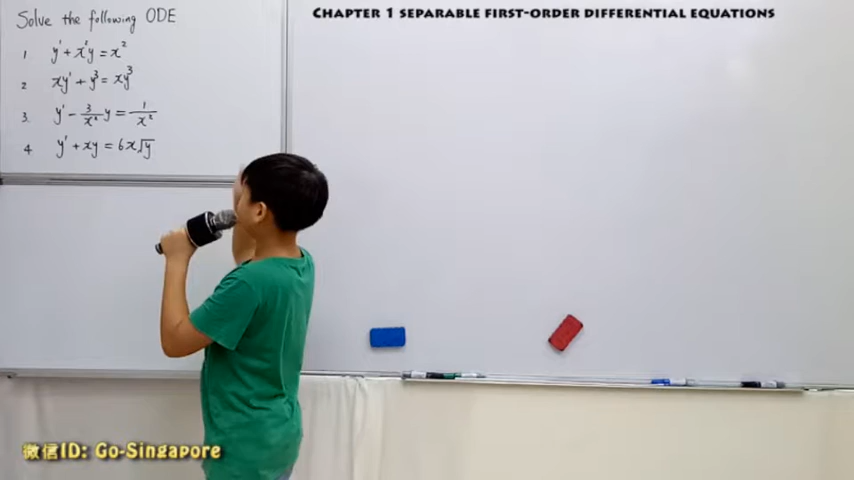 Solve the following ODE
1 y' + x²y = x²
2 xy' + y³ = xy³
3. y' - 3/x² y = 1/x²
4 y' + xy = 6x√y
CHAPTER 1 SEPARABLE FIRST-ORDER DIFFERENTIAL EQUATIONS
微信ID: Go-Singapore